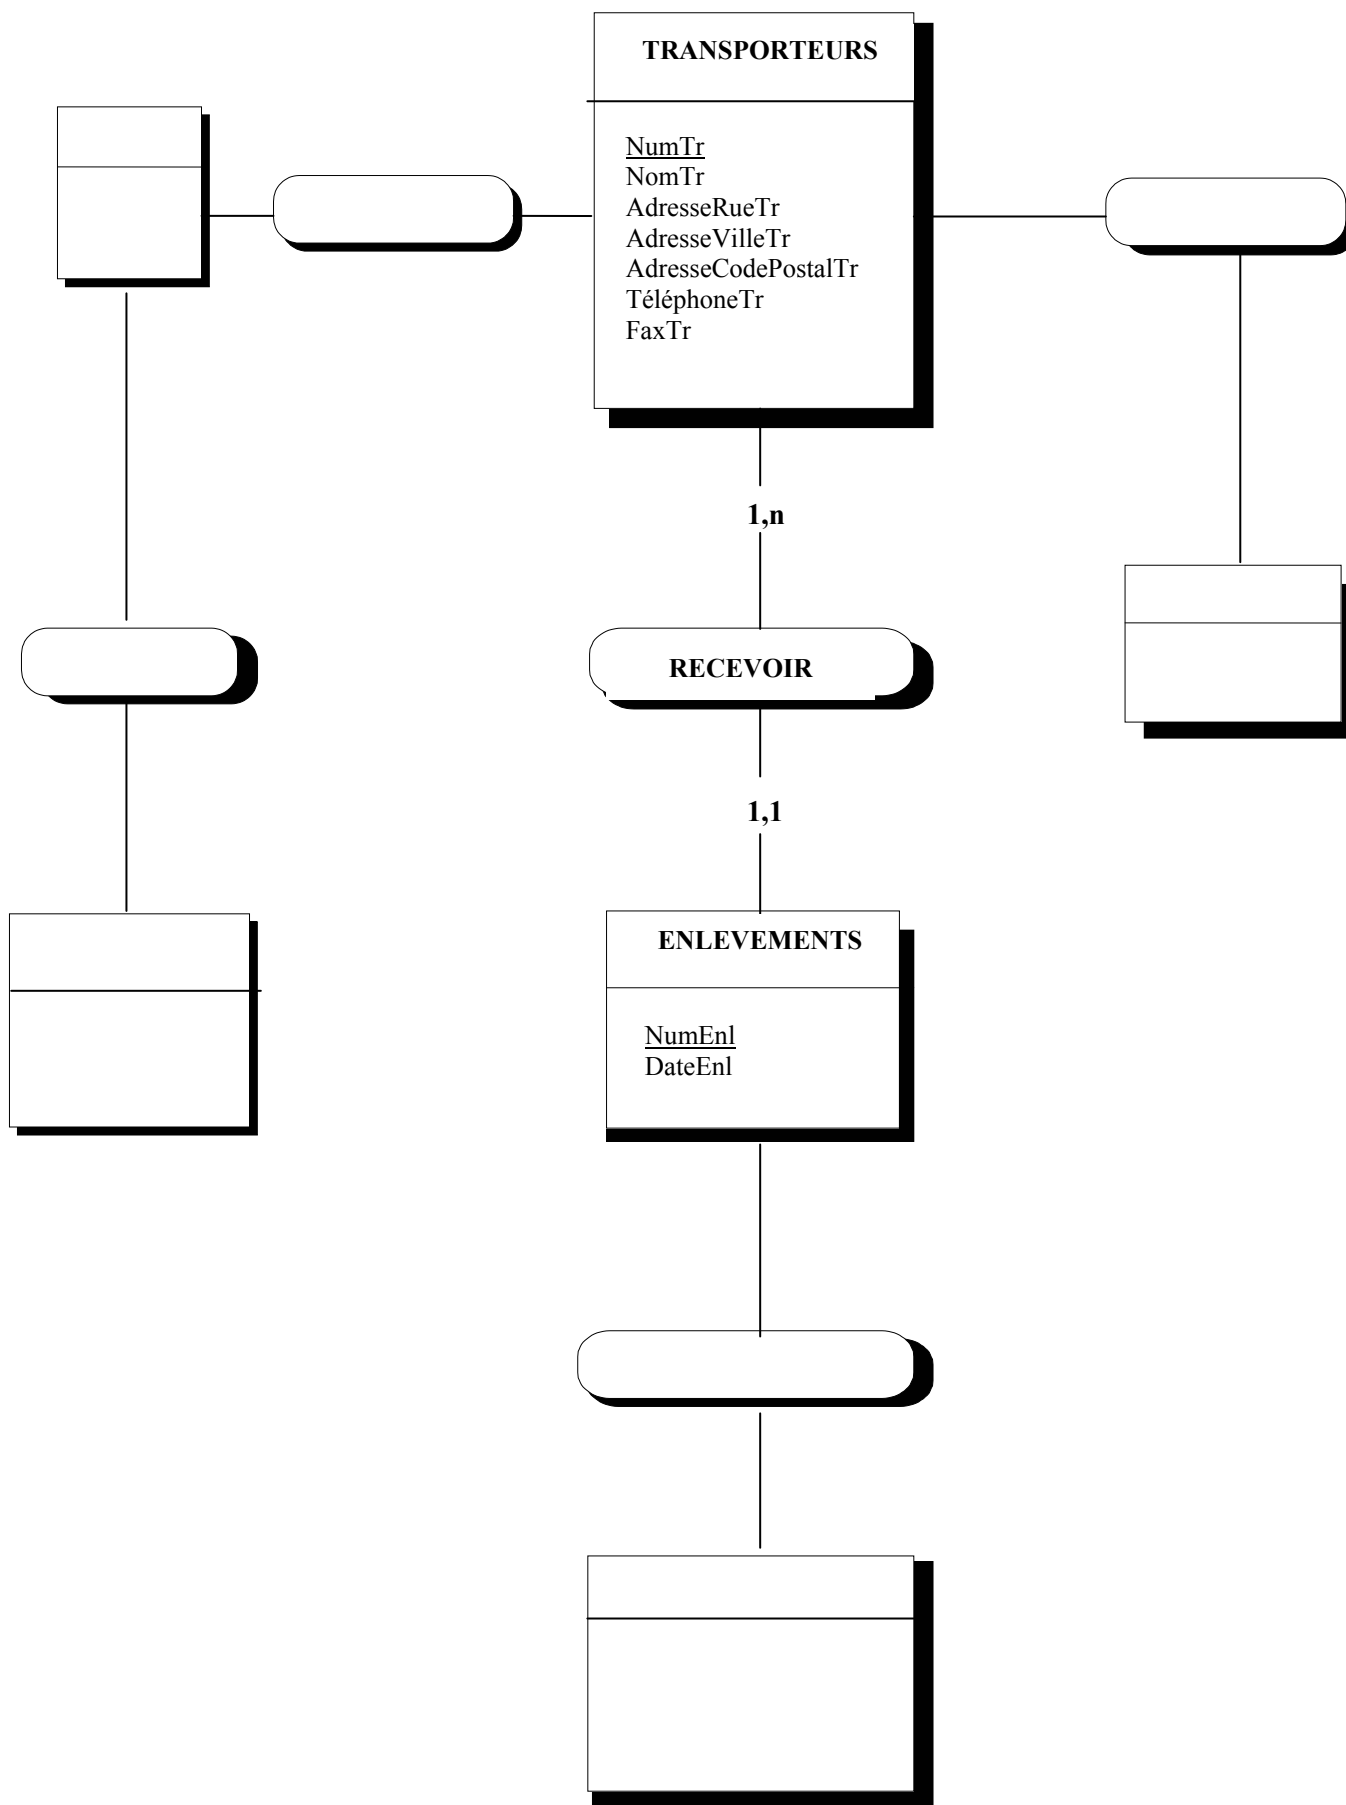 TRANSPORTEURS
NumTr
NomTr
AdresseRueTr
AdresseVilleTr
AdresseCodePostalTr
TéléphoneTr
FaxTr
1,n
RECEVOIR
1,1
ENLEVEMENTS
NumEnl
DateEnl